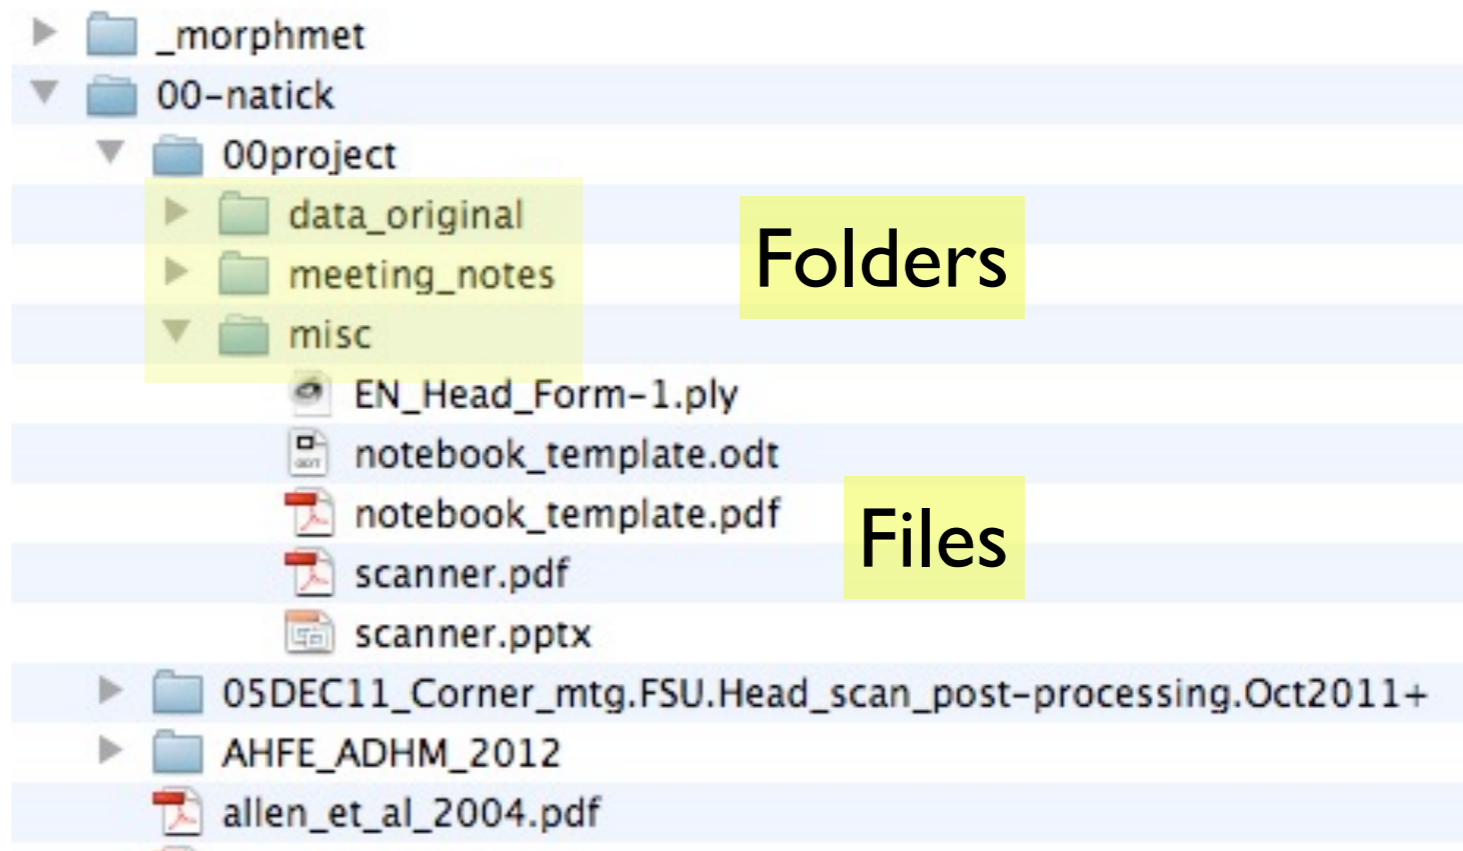 _morphmet
00-natick
00project
data_original
meeting_notes
misc
Folders
EN_Head_Form-1.ply
notebook_template.odt
notebook_template.pdf
Files
scanner.pdf
scanner.pptx
05DEC11_Corner_mtg.FSU.Head_scan_post-processing.Oct2011+
AHFE_ADHM_2012
allen_et_al_2004.pdf